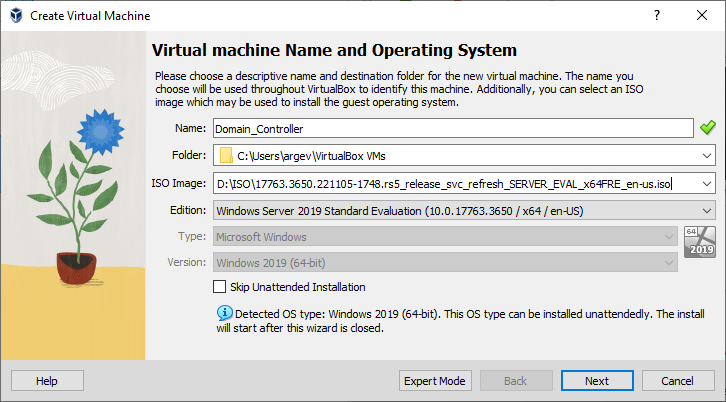 Create Virtual Machine
?
Virtual machine Name and Operating System
Please choose a descriptive name and destination folder for the new virtual machine. The name you
choose will be used throughout VirtualBox to identify this machine. Additionally, you can select an ISO
image which may be used to install the guest operating system.
Name: Domain_Controller
Folder: C:\Users\argev\VirtualBox VMs
ISO Image: D:\ISO\17763.3650.221105-1748.rs5_release_svc_refresh_SERVER_EVAL_x64FRE_en-us.iso
Edition: Windows Server 2019 Standard Evaluation (10.0.17763.3650 / x64 / en-US)
Type: Microsoft Windows
64
2019
Version: Windows 2019 (64-bit)
Skip Unattended Installation
Detected OS type: Windows 2019 (64-bit). This OS type can be installed unattendedly. The install
will start after this wizard is closed.
Help Expert Mode Back Next Cancel